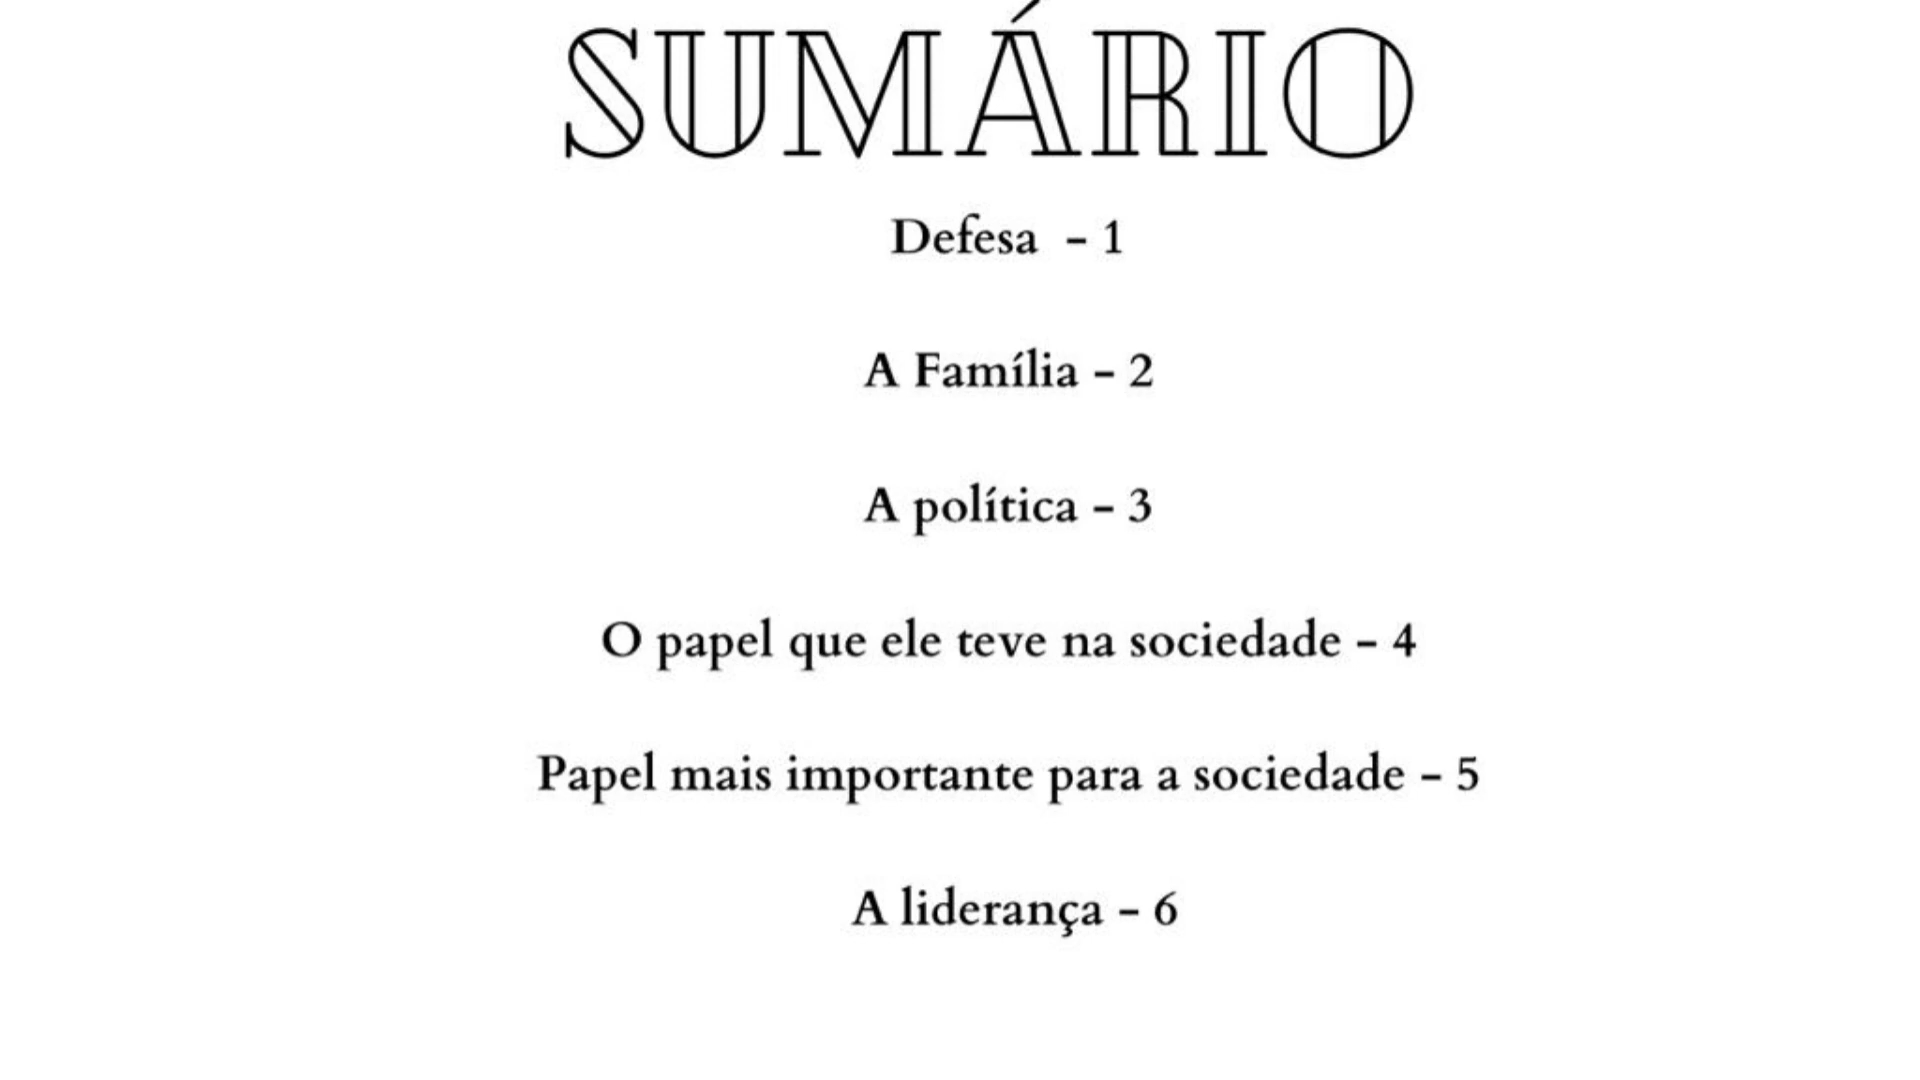 SUMÁRIO
Defesa - 1
A Família - 2
A política - 3
O papel que ele teve na sociedade - 4
Papel mais importante para a sociedade - 5
A liderança - 6